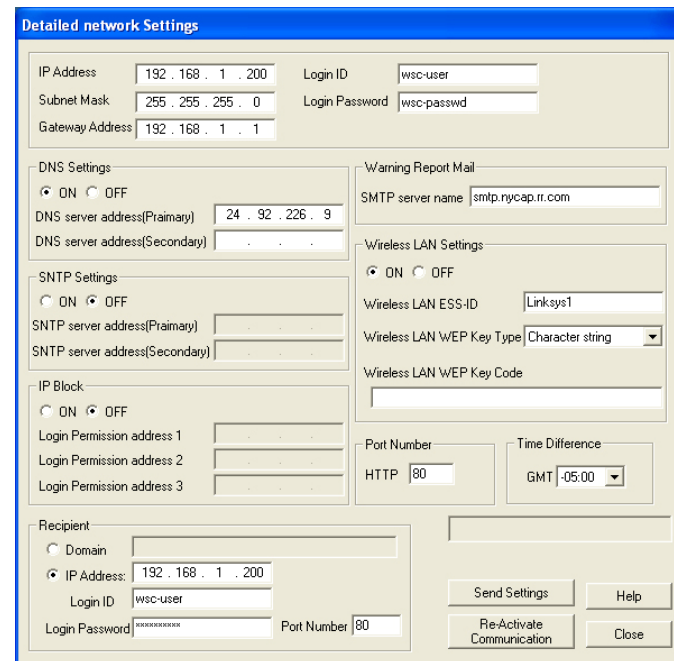 Detailed network Settings
IP Address 192 . 168 . 1 . 200 Login ID wsc-user
Subnet Mask 255 . 255 . 255 . 0 Login Password wsc-passwd
Gateway Address 192 . 168 . 1 . 1
DNS Settings
ON OFF
DNS server address(Praimary) 24 . 92 . 226 . 9
DNS server address(Secondary) . . .
SNTP Settings
ON OFF
SNTP server address(Praimary) . . .
SNTP server address(Secondary) . . .
IP Block
ON OFF
Login Permission address 1 . . .
Login Permission address 2 . . .
Login Permission address 3 . . .
Warning Report Mail
SMTP server name smtp.nycap.rr.com
Wireless LAN Settings
ON OFF
Wireless LAN ESS-ID Linksys1
Wireless LAN WEP Key Type Character string
Wireless LAN WEP Key Code
Port Number
HTTP 80
Time Difference
GMT -05:00
Recipient
Domain
IP Address: 192 . 168 . 1 . 200
Login ID wsc-user
Login Password ********** Port Number 80
Send Settings Help
Re-Activate
Communication Close